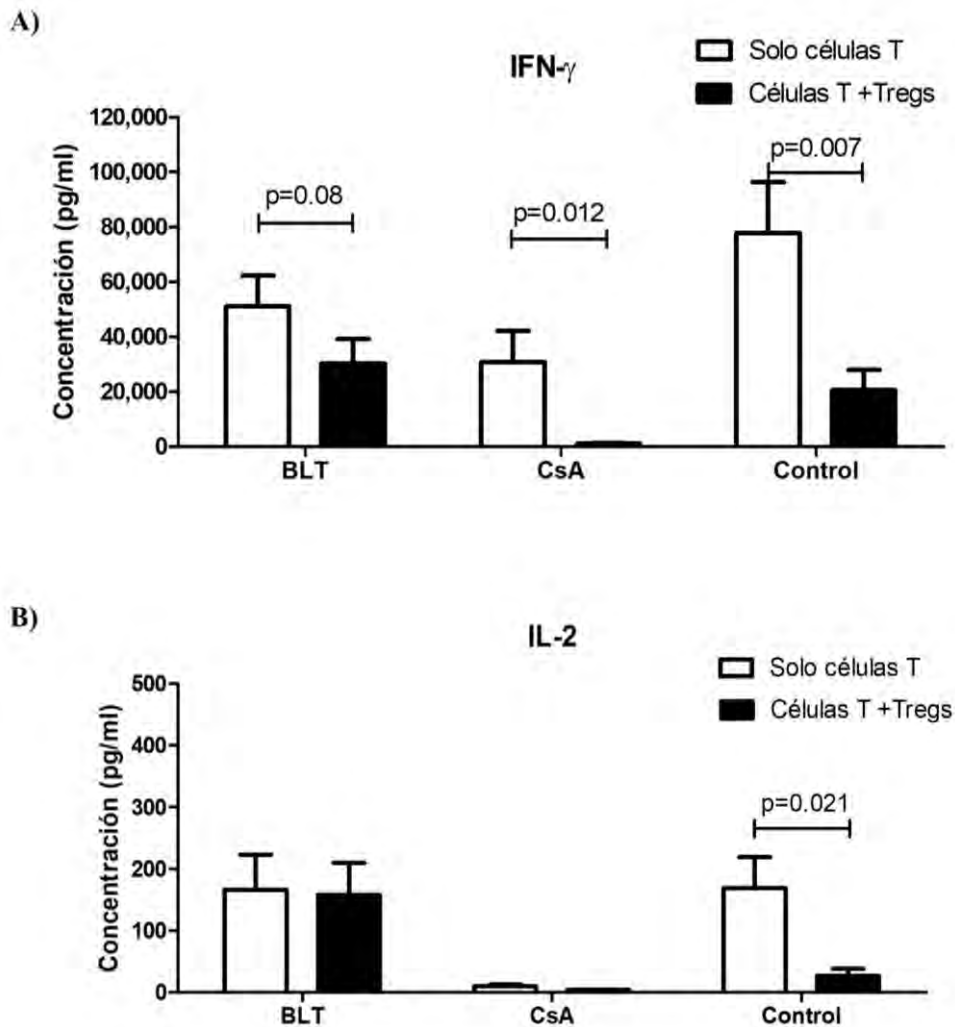 A)
IFN-γ
Solo células T
Células T +Tregs
Concentración (pg/ml)
120,000
100,000
80,000
60,000
40,000
20,000
0
p=0.08
p=0.012
p=0.007
BLT CsA Control
B)
IL-2
Solo células T
Células T +Tregs
Concentración (pg/ml)
500
400
300
200
100
0
p=0.021
BLT CsA Control